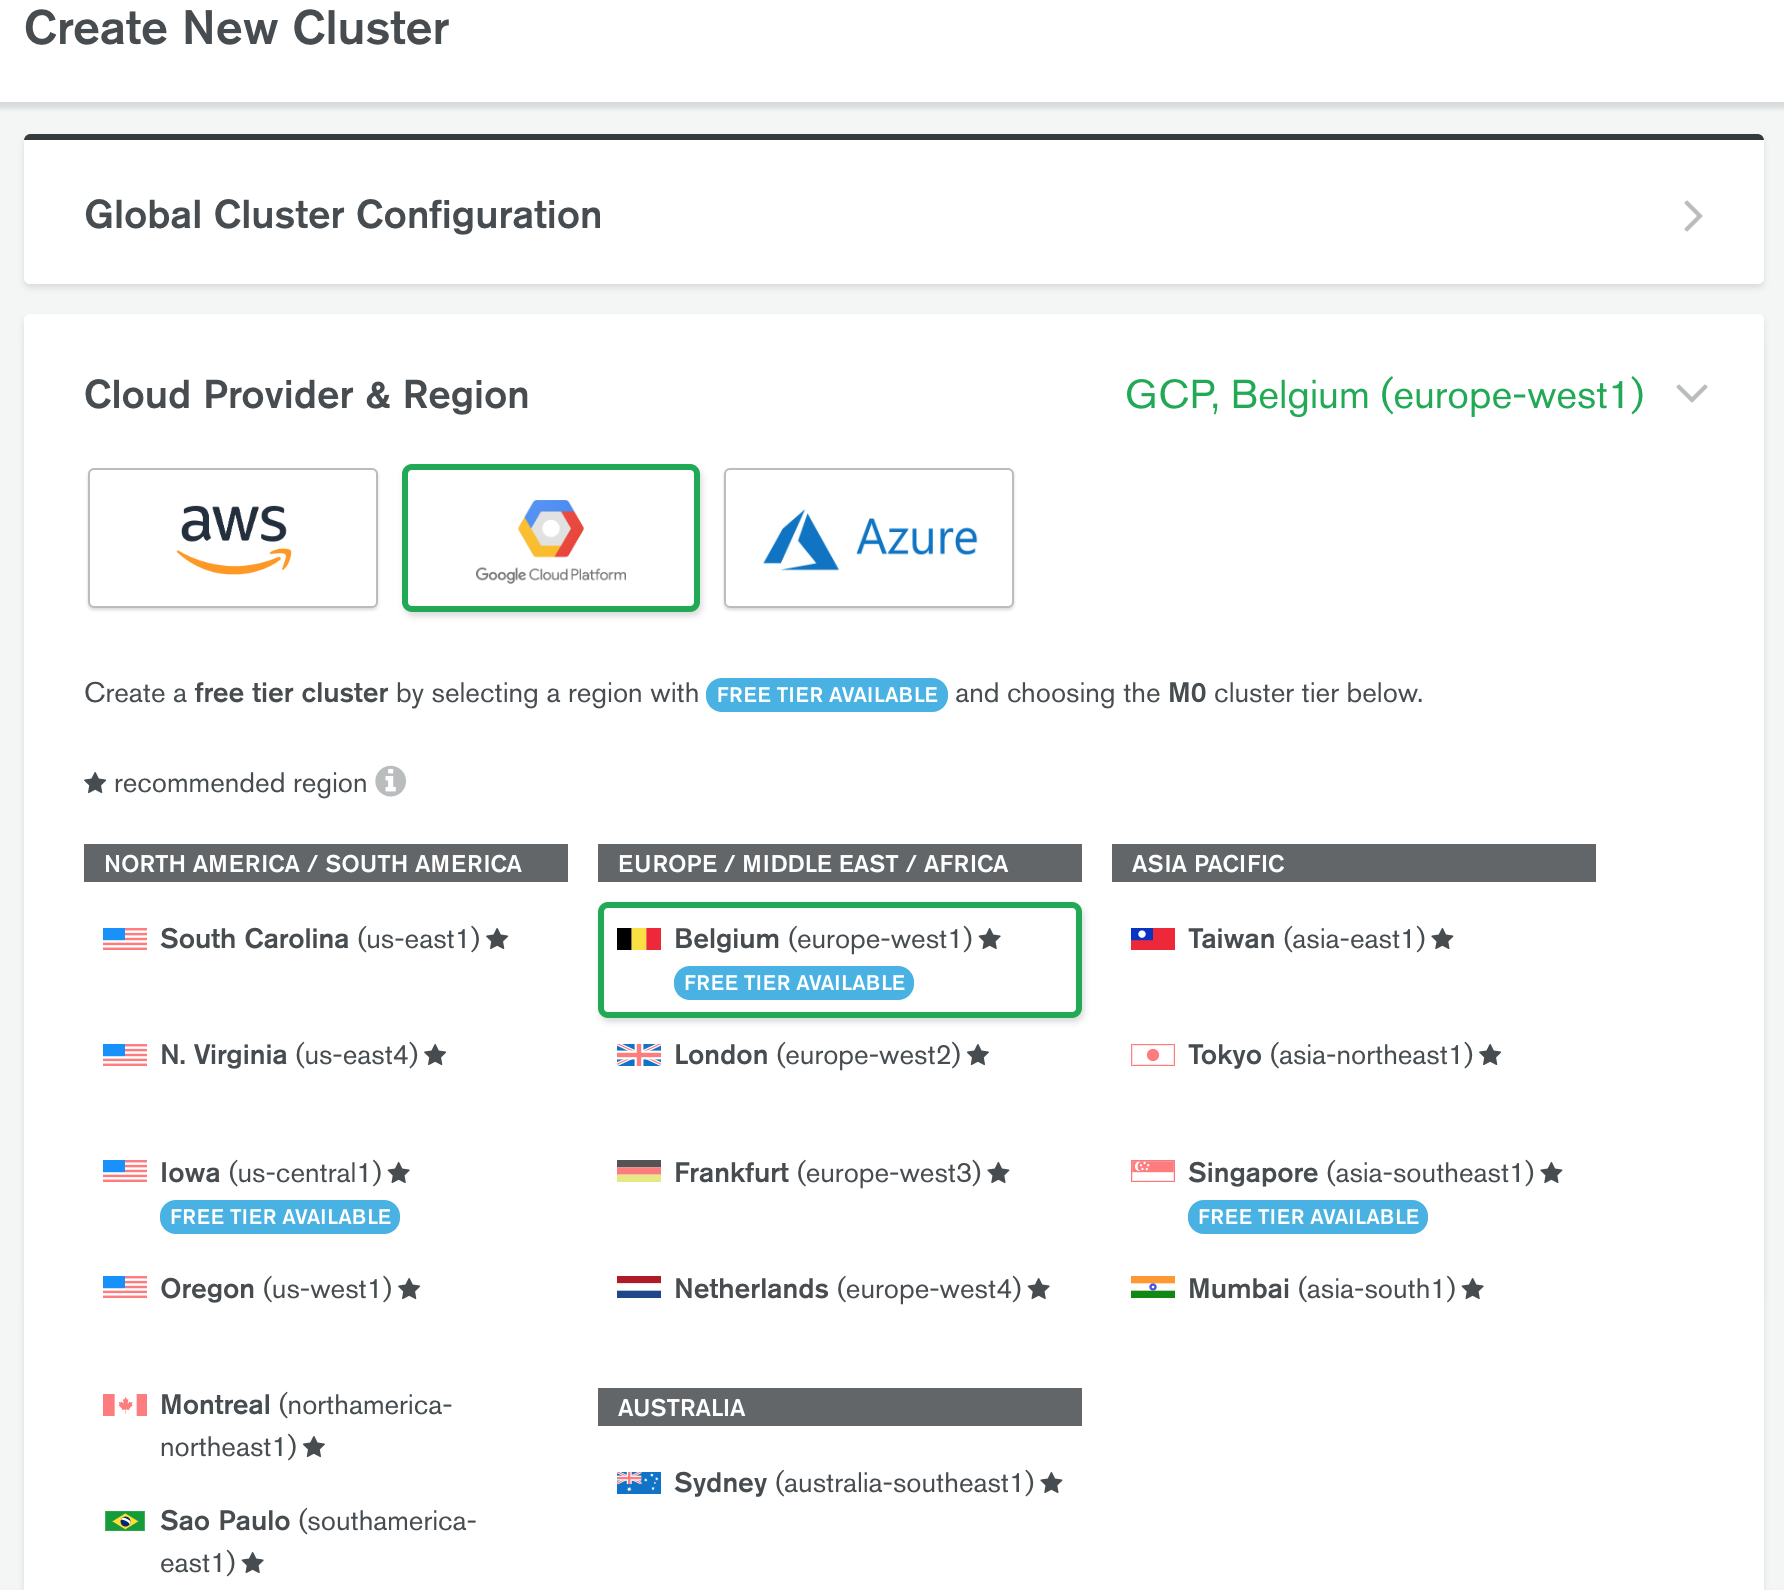 Create New Cluster
Global Cluster Configuration
Cloud Provider & Region
GCP, Belgium (europe-west1)
aws
Google Cloud Platform
Azure
Create a free tier cluster by selecting a region with FREE TIER AVAILABLE and choosing the M0 cluster tier below.
★ recommended region
NORTH AMERICA / SOUTH AMERICA
South Carolina (us-east1) ★
N. Virginia (us-east4) ★
Iowa (us-central1) ★
FREE TIER AVAILABLE
Oregon (us-west1) ★
Montreal (northamerica-
northeast1) ★
Sao Paulo (southamerica-
east1) ★
EUROPE / MIDDLE EAST / AFRICA
Belgium (europe-west1) ★
FREE TIER AVAILABLE
London (europe-west2) ★
Frankfurt (europe-west3) ★
Netherlands (europe-west4) ★
AUSTRALIA
Sydney (australia-southeast1) ★
ASIA PACIFIC
Taiwan (asia-east1) ★
Tokyo (asia-northeast1) ★
Singapore (asia-southeast1) ★
FREE TIER AVAILABLE
Mumbai (asia-south1) ★